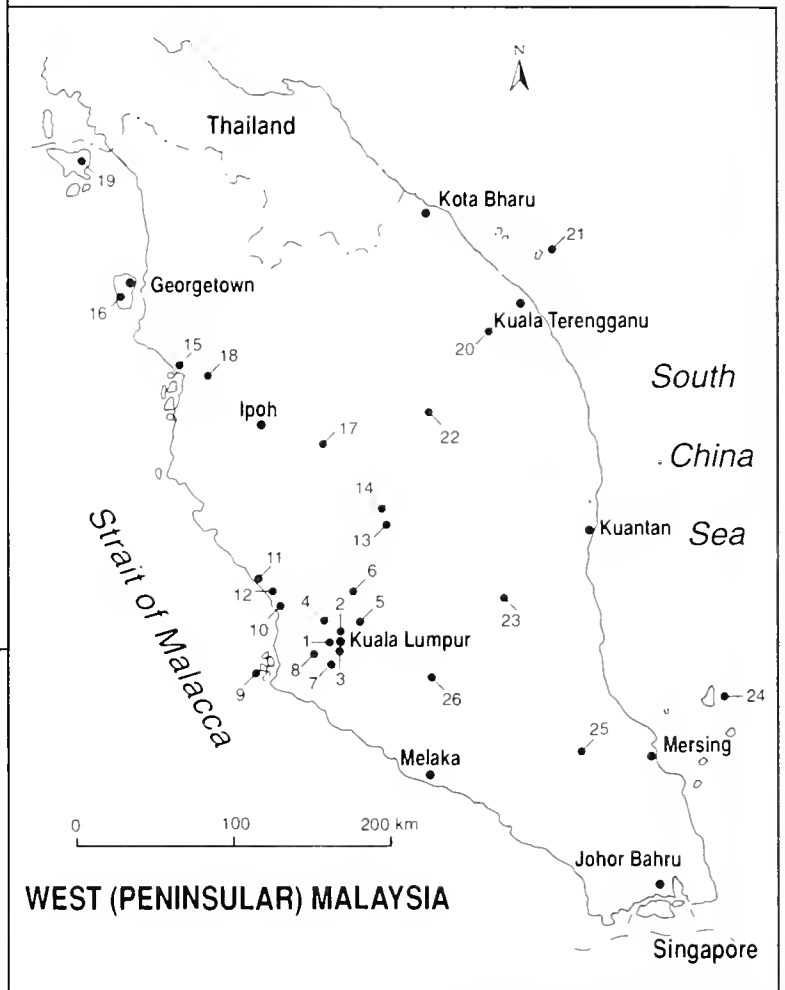 N
Thailand
19
Kota Bharu
21
Georgetown
16
Kuala Terengganu
20
15
18
South
Ipoh
17
22
China
14
13
Kuantan
Sea
Strait of Malacca
11
12
6
4
2
5
23
10
1
Kuala Lumpur
8
7
3
9
26
24
25
Mersing
Melaka
0 100 200 km
Johor Bahru
WEST (PENINSULAR) MALAYSIA
Singapore